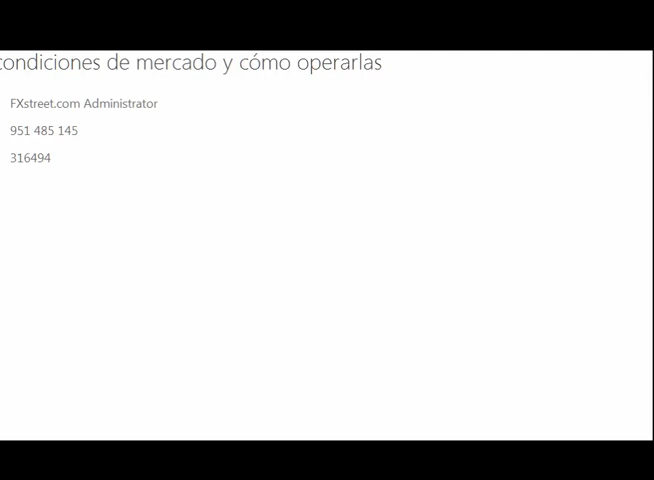 condiciones de mercado y cómo operarlas
FXstreet.com Administrator
951 485 145
316494